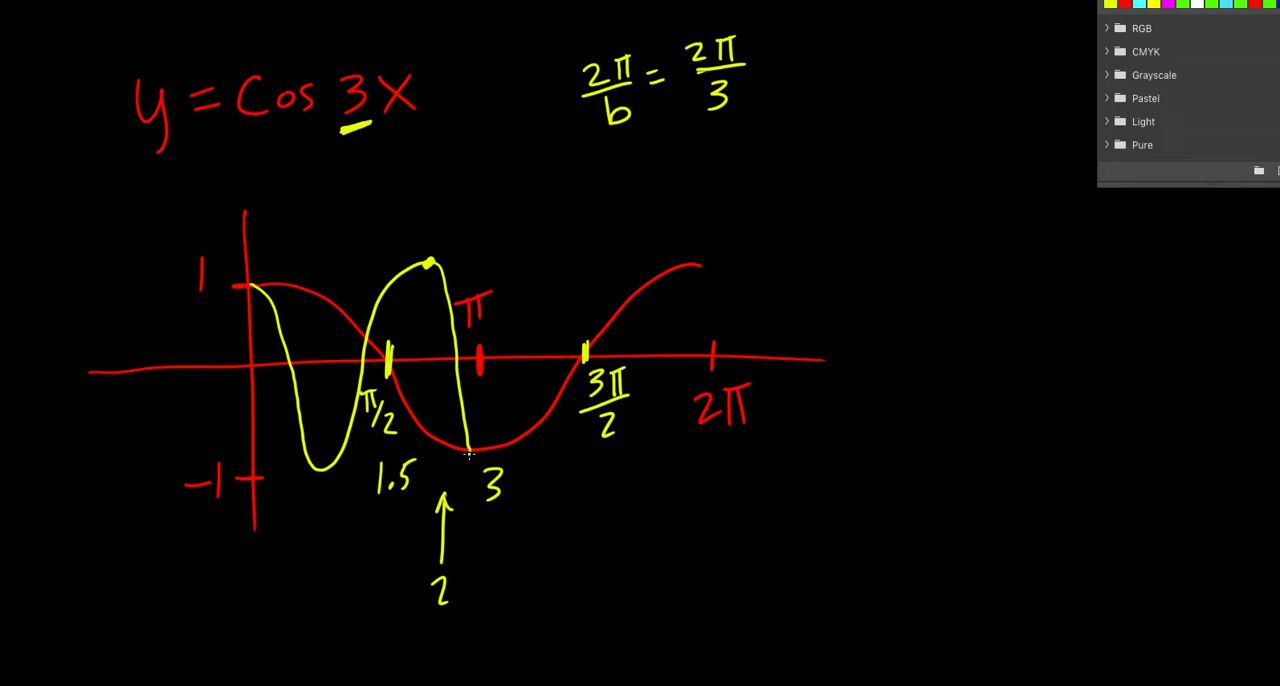 y = Cos 3X
2π/b = 2π/3
RGB
CMYK
Grayscale
Pastel
Light
Pure
1
π
π/2
3π/2
2π
-1
1.5
3
2